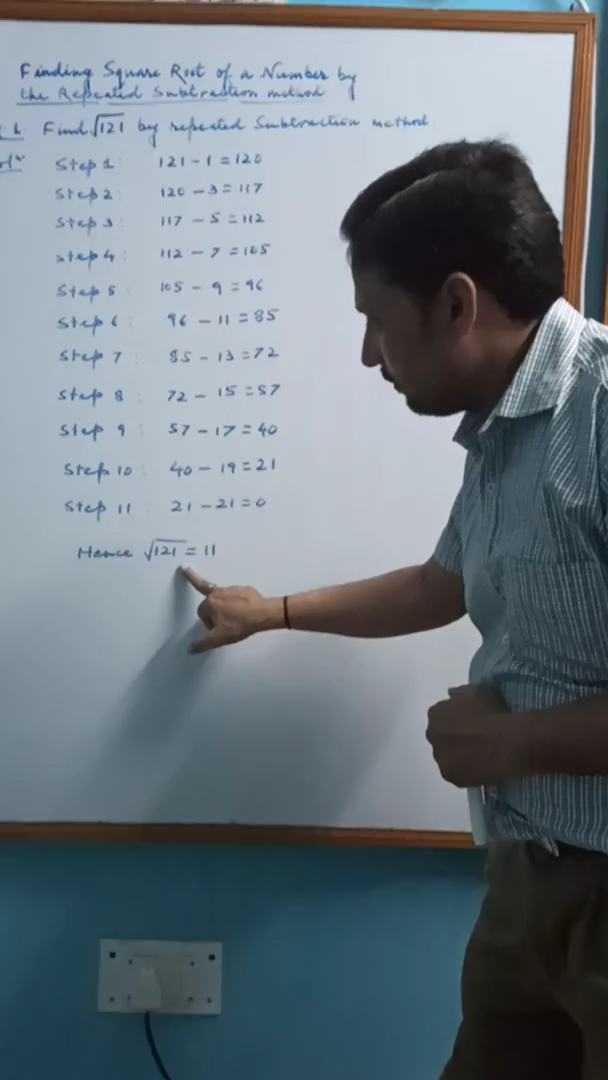 Finding Square Root of a Number by
the Repeated Subtraction method
Find √121 by repeated Subtraction method
Step 1 : 121 - 1 = 120
Step 2 : 120 - 3 = 117
Step 3 : 117 - 5 = 112
Step 4 : 112 - 7 = 105
Step 5 : 105 - 9 = 96
Step 6 : 96 - 11 = 85
Step 7 : 85 - 13 = 72
Step 8 : 72 - 15 = 57
Step 9 : 57 - 17 = 40
Step 10 : 40 - 19 = 21
Step 11 : 21 - 21 = 0
Hence √121 = 11